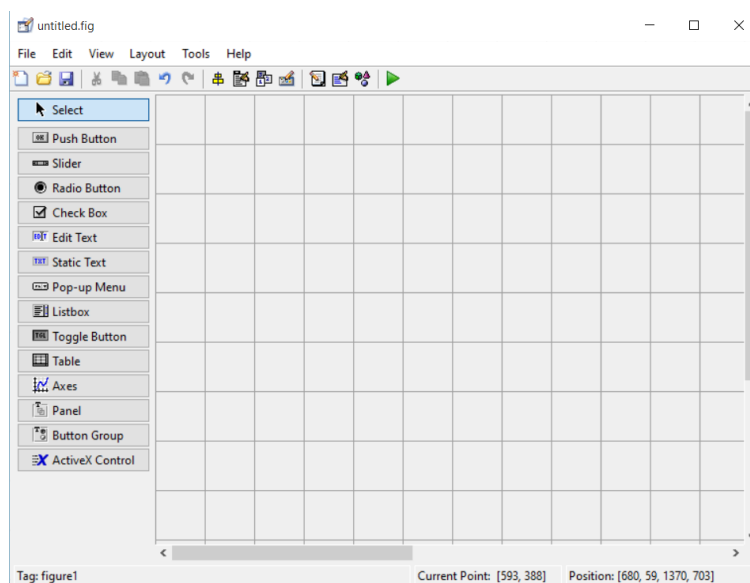 untitled.fig
File Edit View Layout Tools Help
Select
Push Button
Slider
Radio Button
Check Box
Edit Text
Static Text
Pop-up Menu
Listbox
Toggle Button
Table
Axes
Panel
Button Group
ActiveX Control
Tag: figure1 Current Point: [593, 388] Position: [680, 59, 1370, 703]